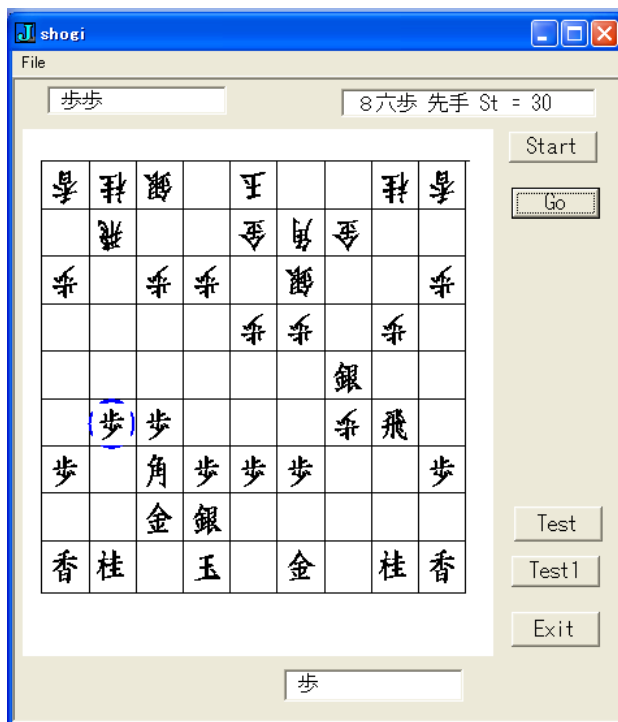 shogi
File
歩歩
8六歩 先手 St = 30
Start
Go
香 桂 銀 王 桂 香
飛 金 角 金
歩 歩 歩 銀 歩
歩 歩 歩
銀
歩 歩 歩 飛
歩 角 歩 歩 歩 歩
金 銀
香 桂 玉 金 桂 香
Test
Test1
Exit
歩